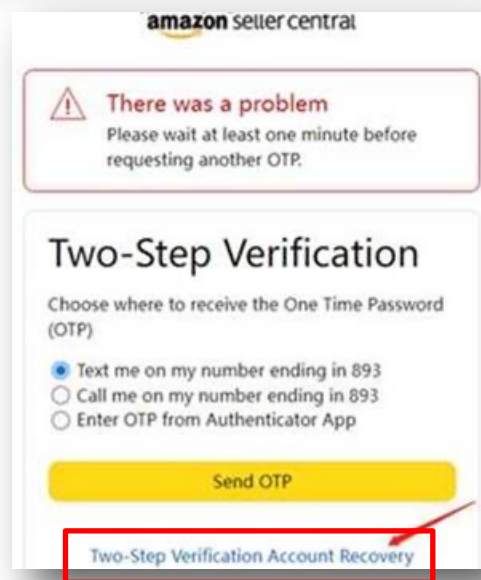 amazon seller central
There was a problem
Please wait at least one minute before
requesting another OTP.
Two-Step Verification
Choose where to receive the One Time Password
(OTP)
Text me on my number ending in 893
Call me on my number ending in 893
Enter OTP from Authenticator App
Send OTP
Two-Step Verification Account Recovery